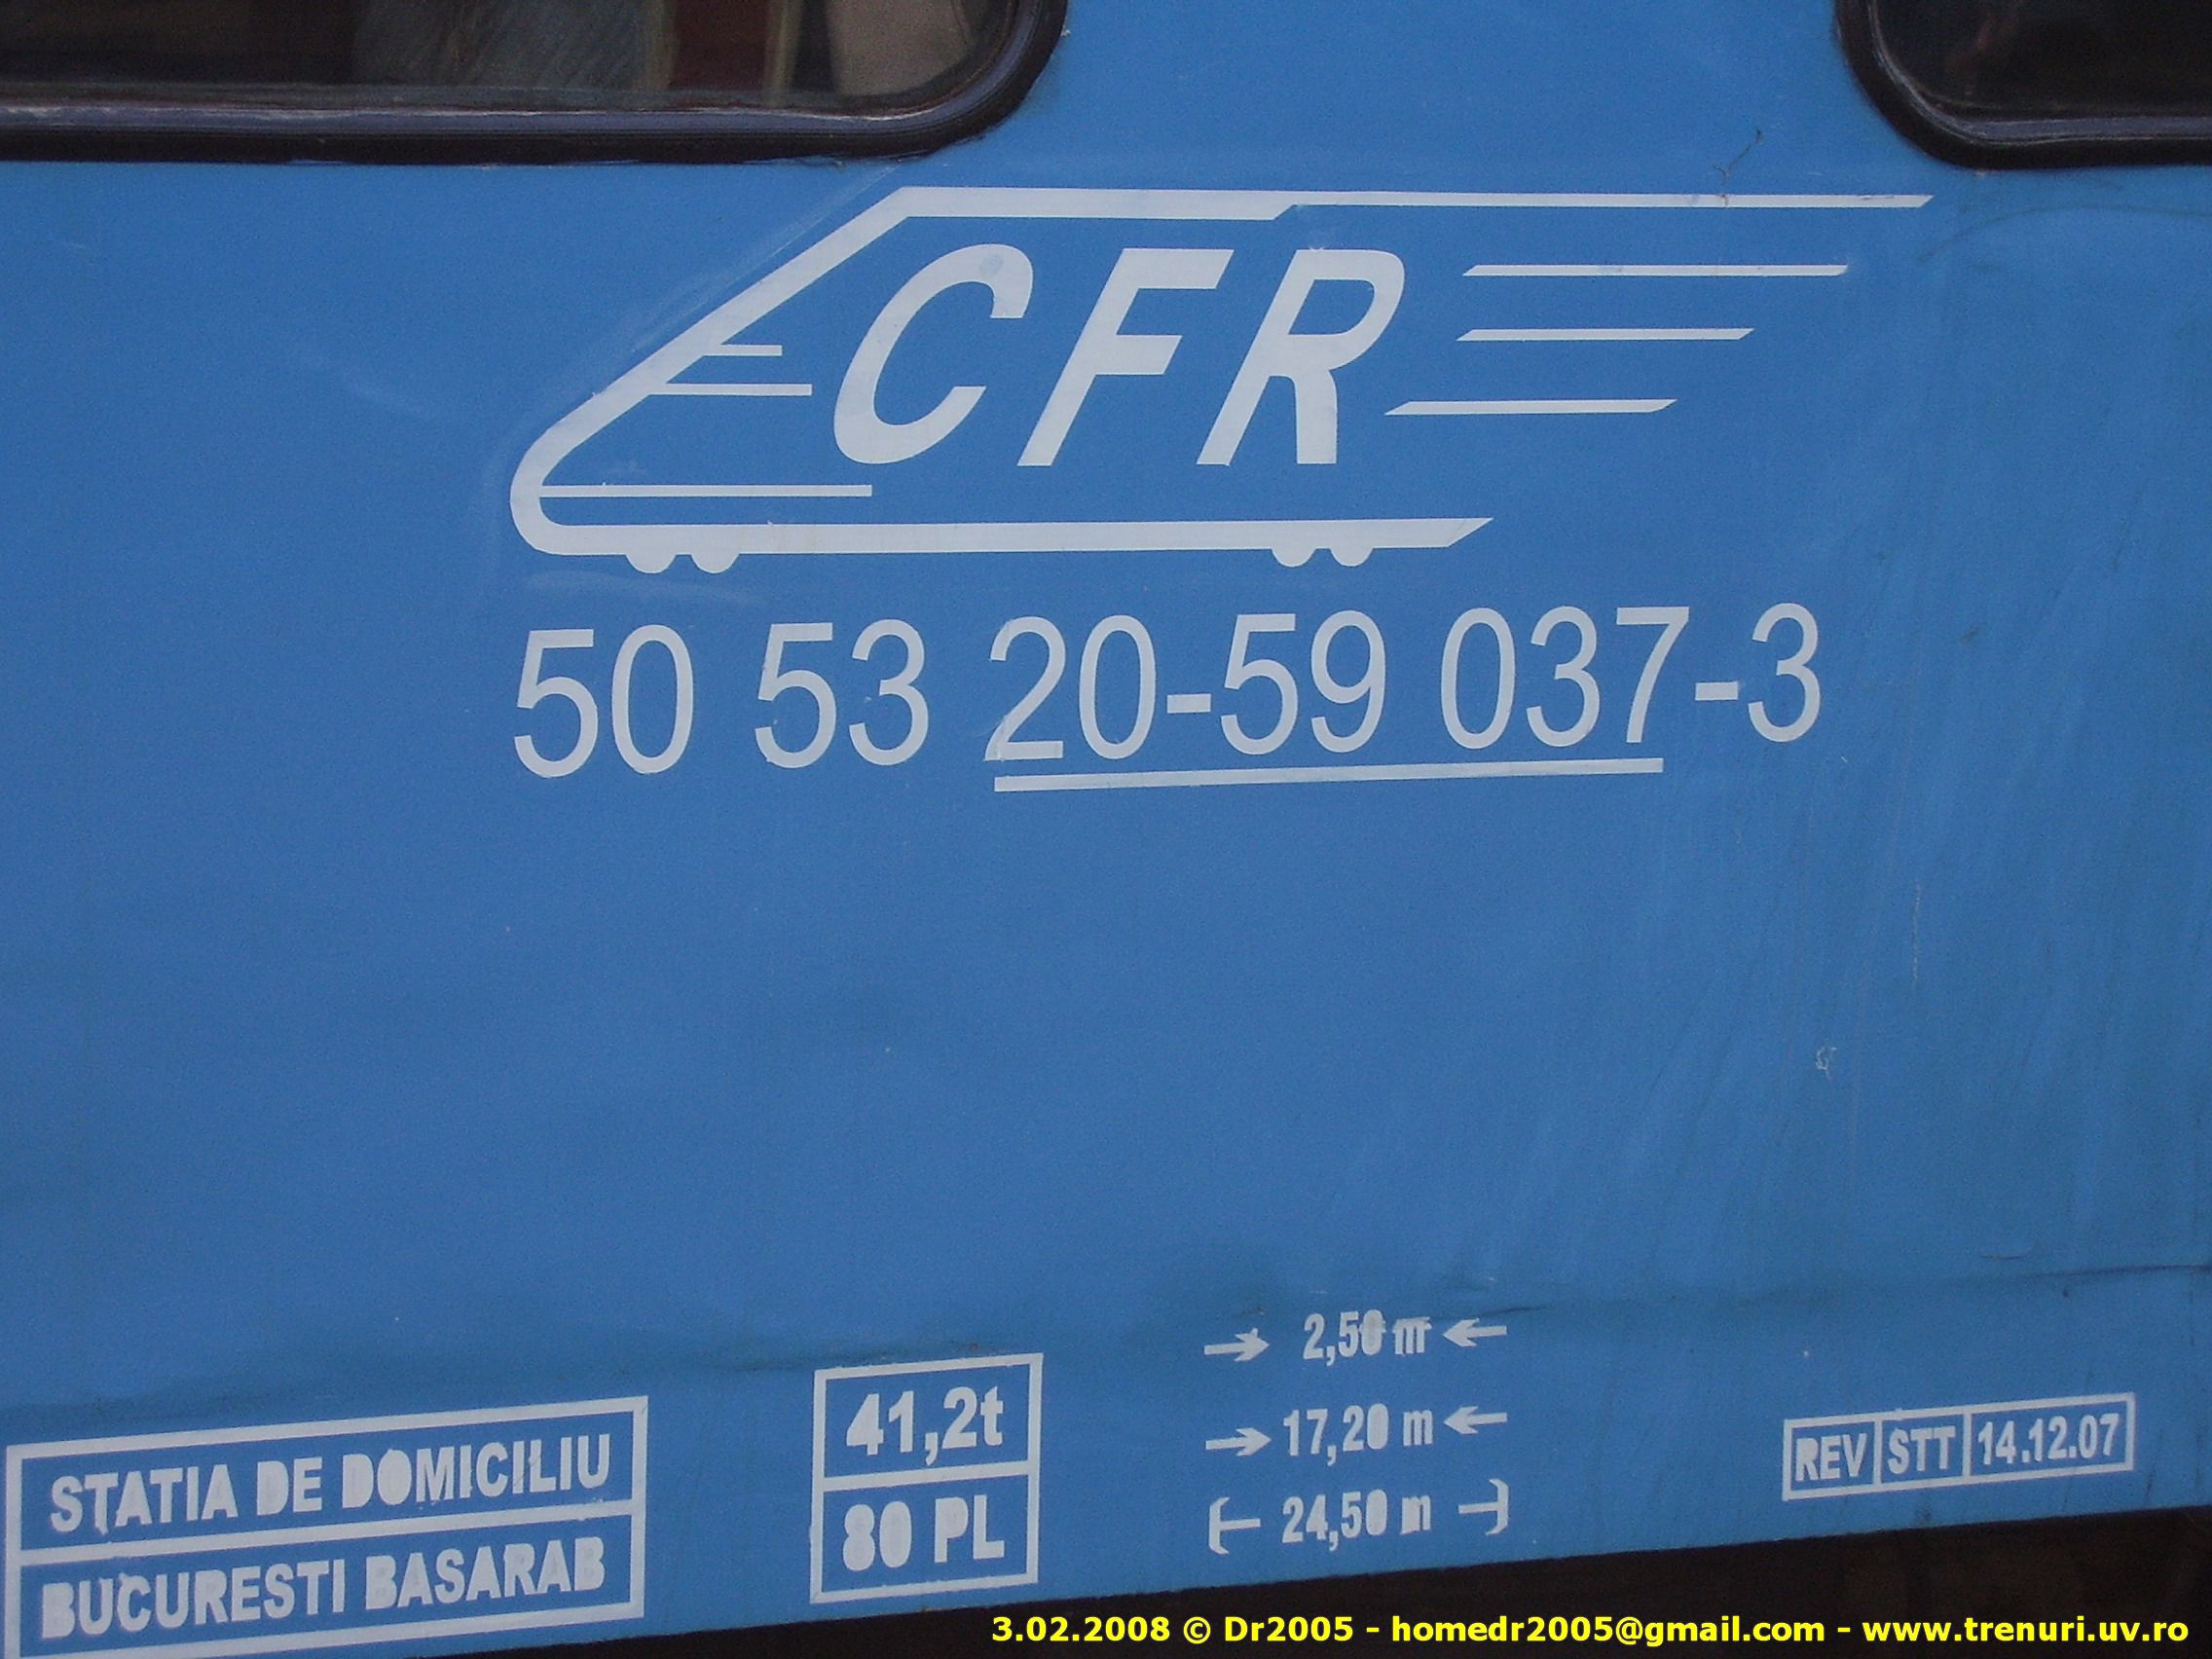 CFR
50 53 20-59 037-3
STATIA DE DOMICILIU
BUCURESTI BASARAB
41,2t
80 PL
2,50 m
17,20 m
24,50 m
REV STT 14.12.07
3.02.2008 © Dr2005 - homedr2005@gmail.com - www.trenuri.uv.ro